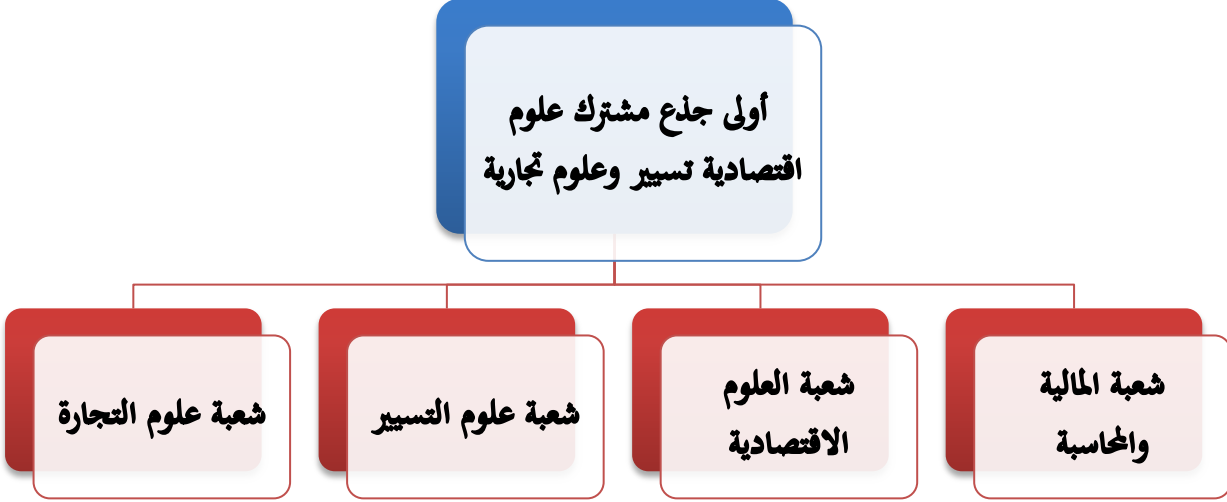 أولى جذع مشترك علوم
اقتصادية تسيير وعلوم تجارية
شعبة المالية
والمحاسبة
شعبة العلوم
الاقتصادية
شعبة علوم التسيير
شعبة علوم التجارة